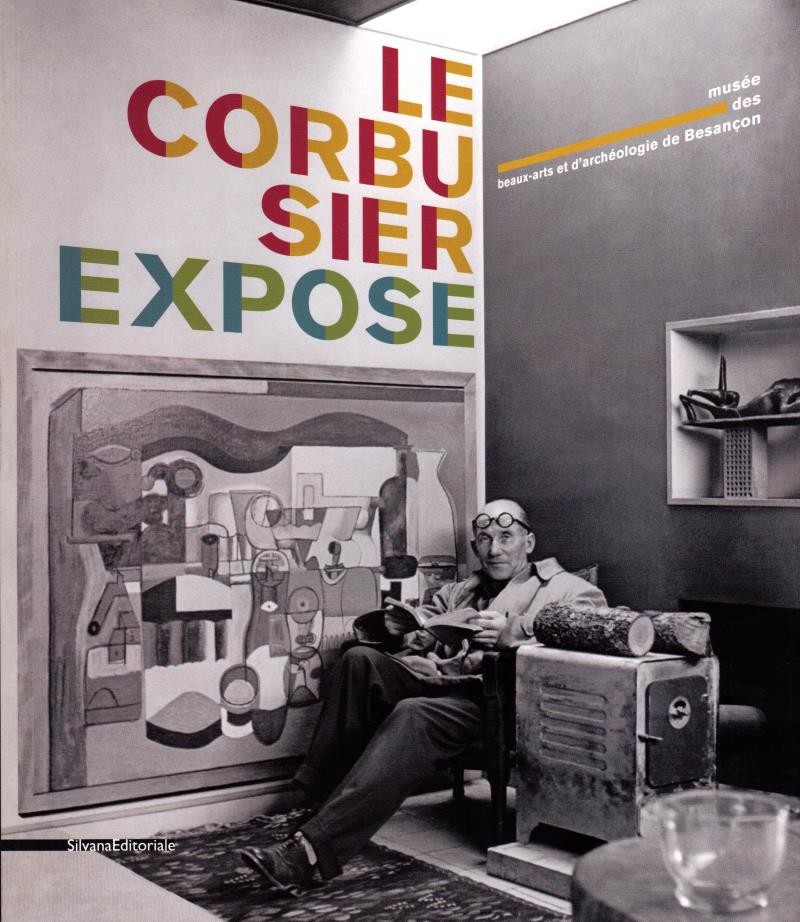 LE
CORBU
SIER
EXPOSE
musée
des
beaux-arts et d'archéologie de Besançon
SilvanaEditoriale